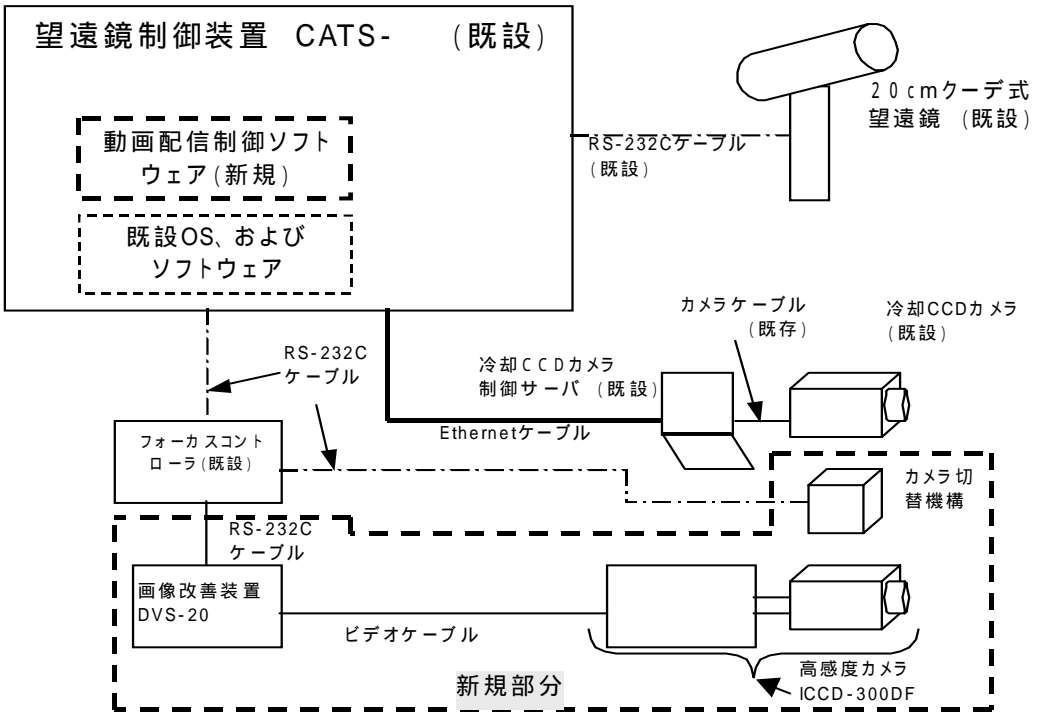 望遠鏡制御装置 CATS- (既設)
20cmクーデ式
望遠鏡 (既設)
動画配信制御ソフト
ウェア(新規)
RS-232Cケーブル
(既設)
既設OS、および
ソフトウェア
カメラケーブル
(既存)
冷却CCDカメラ
(既設)
RS-232C
ケーブル
冷却CCDカメラ
制御サーバ (既設)
Ethernetケーブル
フォーカスコント
ローラ(既設)
カメラ切
替機構
RS-232C
ケーブル
画像改善装置
DVS-20
ビデオケーブル
高感度カメラ
ICCD-300DF
新規部分